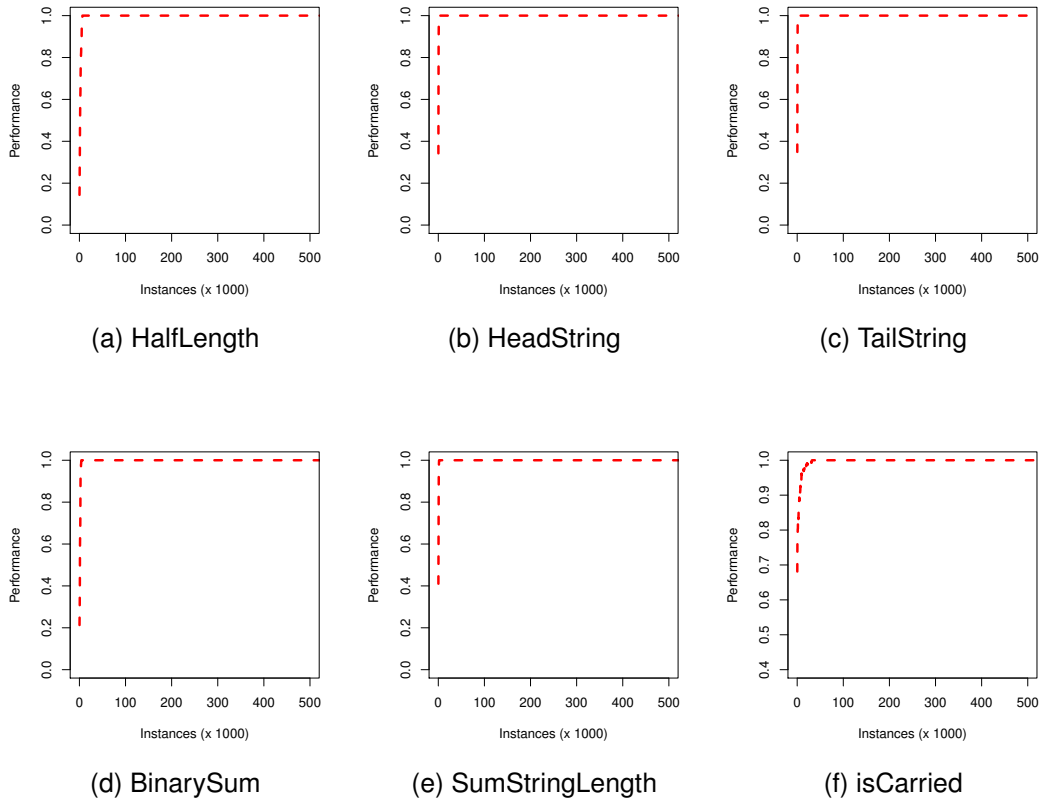 1.0
0.8
0.6
0.4
0.2
0.0
Performance
0 100 200 300 400 500
Instances (x 1000)
(a) HalfLength
1.0
0.8
0.6
0.4
0.2
0.0
Performance
0 100 200 300 400 500
Instances (x 1000)
(b) HeadString
1.0
0.8
0.6
0.4
0.2
0.0
Performance
0 100 200 300 400 500
Instances (x 1000)
(c) TailString
1.0
0.8
0.6
0.4
0.2
0.0
Performance
0 100 200 300 400 500
Instances (x 1000)
(d) BinarySum
1.0
0.8
0.6
0.4
0.2
0.0
Performance
0 100 200 300 400 500
Instances (x 1000)
(e) SumStringLength
1.0
0.9
0.8
0.7
0.6
0.5
0.4
Performance
0 100 200 300 400 500
Instances (x 1000)
(f) isCarried